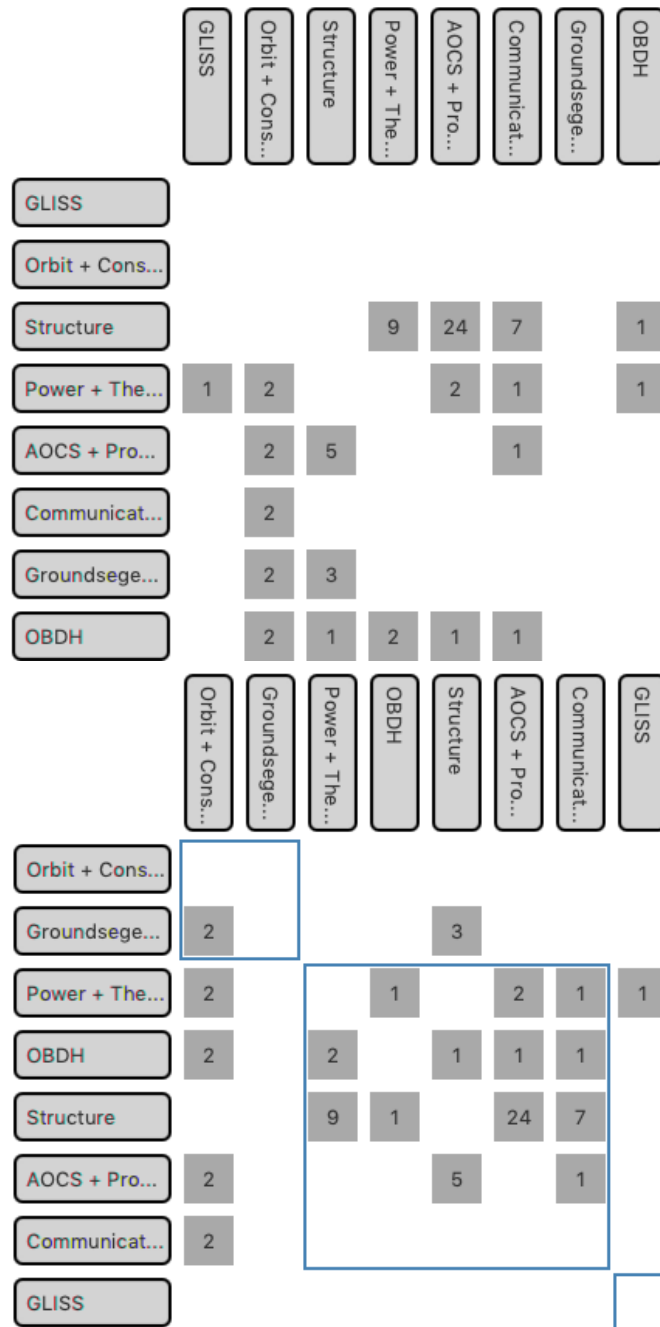 GLISS Orbit + Cons... Structure Power + The... AOCS + Pro... Communicat... Groundsege... OBDH
GLISS
Orbit + Cons...
Structure 9 24 7 1
Power + The... 1 2 2 1 1
AOCS + Pro... 2 5 1
Communicat... 2
Groundsege... 2 3
OBDH 2 1 2 1 1
Orbit + Cons... Groundsege... Power + The... OBDH Structure AOCS + Pro... Communicat... GLISS
Orbit + Cons...
Groundsege... 2 3
Power + The... 2 1 2 1 1
OBDH 2 2 1 1 1
Structure 9 1 24 7
AOCS + Pro... 2 5 1
Communicat... 2
GLISS